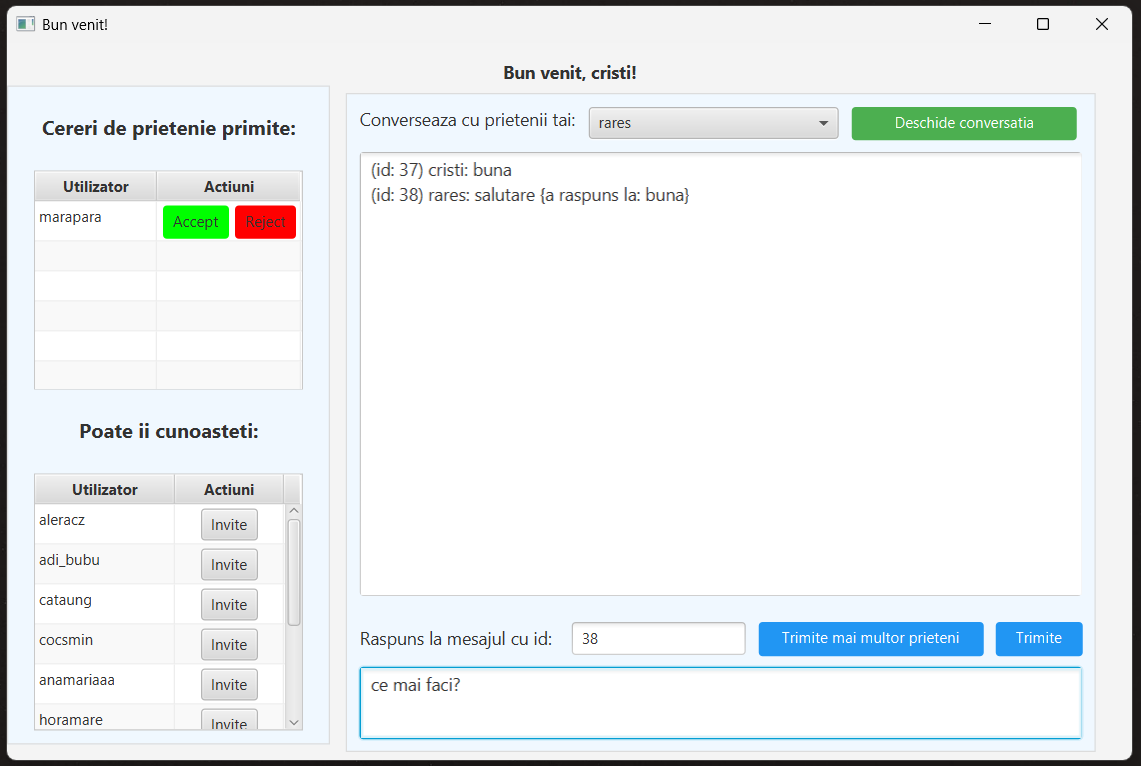 Bun venit!
Bun venit, cristi!
Cereri de prietenie primite:
Utilizator Actiuni
marapara Accept Reject
Poate ii cunoasteti:
Utilizator Actiuni
aleracz Invite
adi_bubu Invite
cataung Invite
cocsmin Invite
anamariaaa Invite
horamare Invite
Converseaza cu prietenii tai: rares Deschide conversatia
(id: 37) cristi: buna
(id: 38) rares: salutare {a raspuns la: buna}
Raspuns la mesajul cu id: 38 Trimite mai multor prieteni Trimite
ce mai faci?